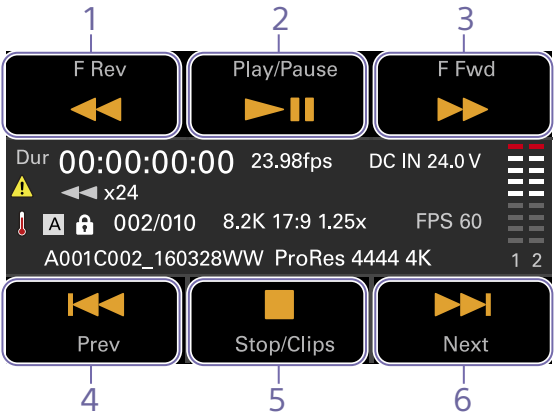 1 2 3
F Rev Play/Pause F Fwd
Dur 00:00:00:00 23.98fps DC IN 24.0 V
x24
A 002/010 8.2K 17:9 1.25x FPS 60
A001C002_160328WW ProRes 4444 4K 1 2
Prev Stop/Clips Next
4 5 6